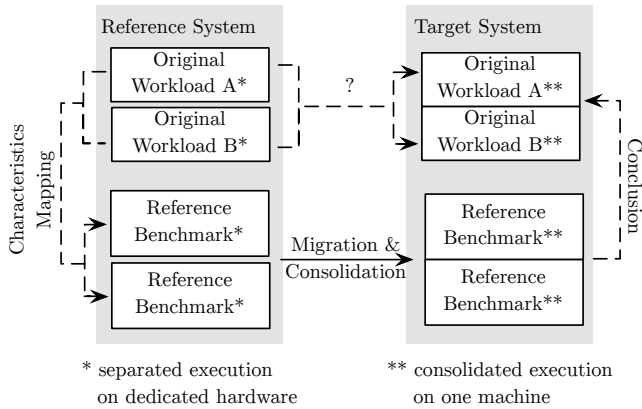 Reference System
Target System
Original
Workload A*
Original
Workload B*
?
Original
Workload A**
Original
Workload B**
Characteristics
Mapping
Conclusion
Reference
Benchmark*
Reference
Benchmark*
Migration &
Consolidation
Reference
Benchmark**
Reference
Benchmark**
* separated execution
on dedicated hardware
** consolidated execution
on one machine